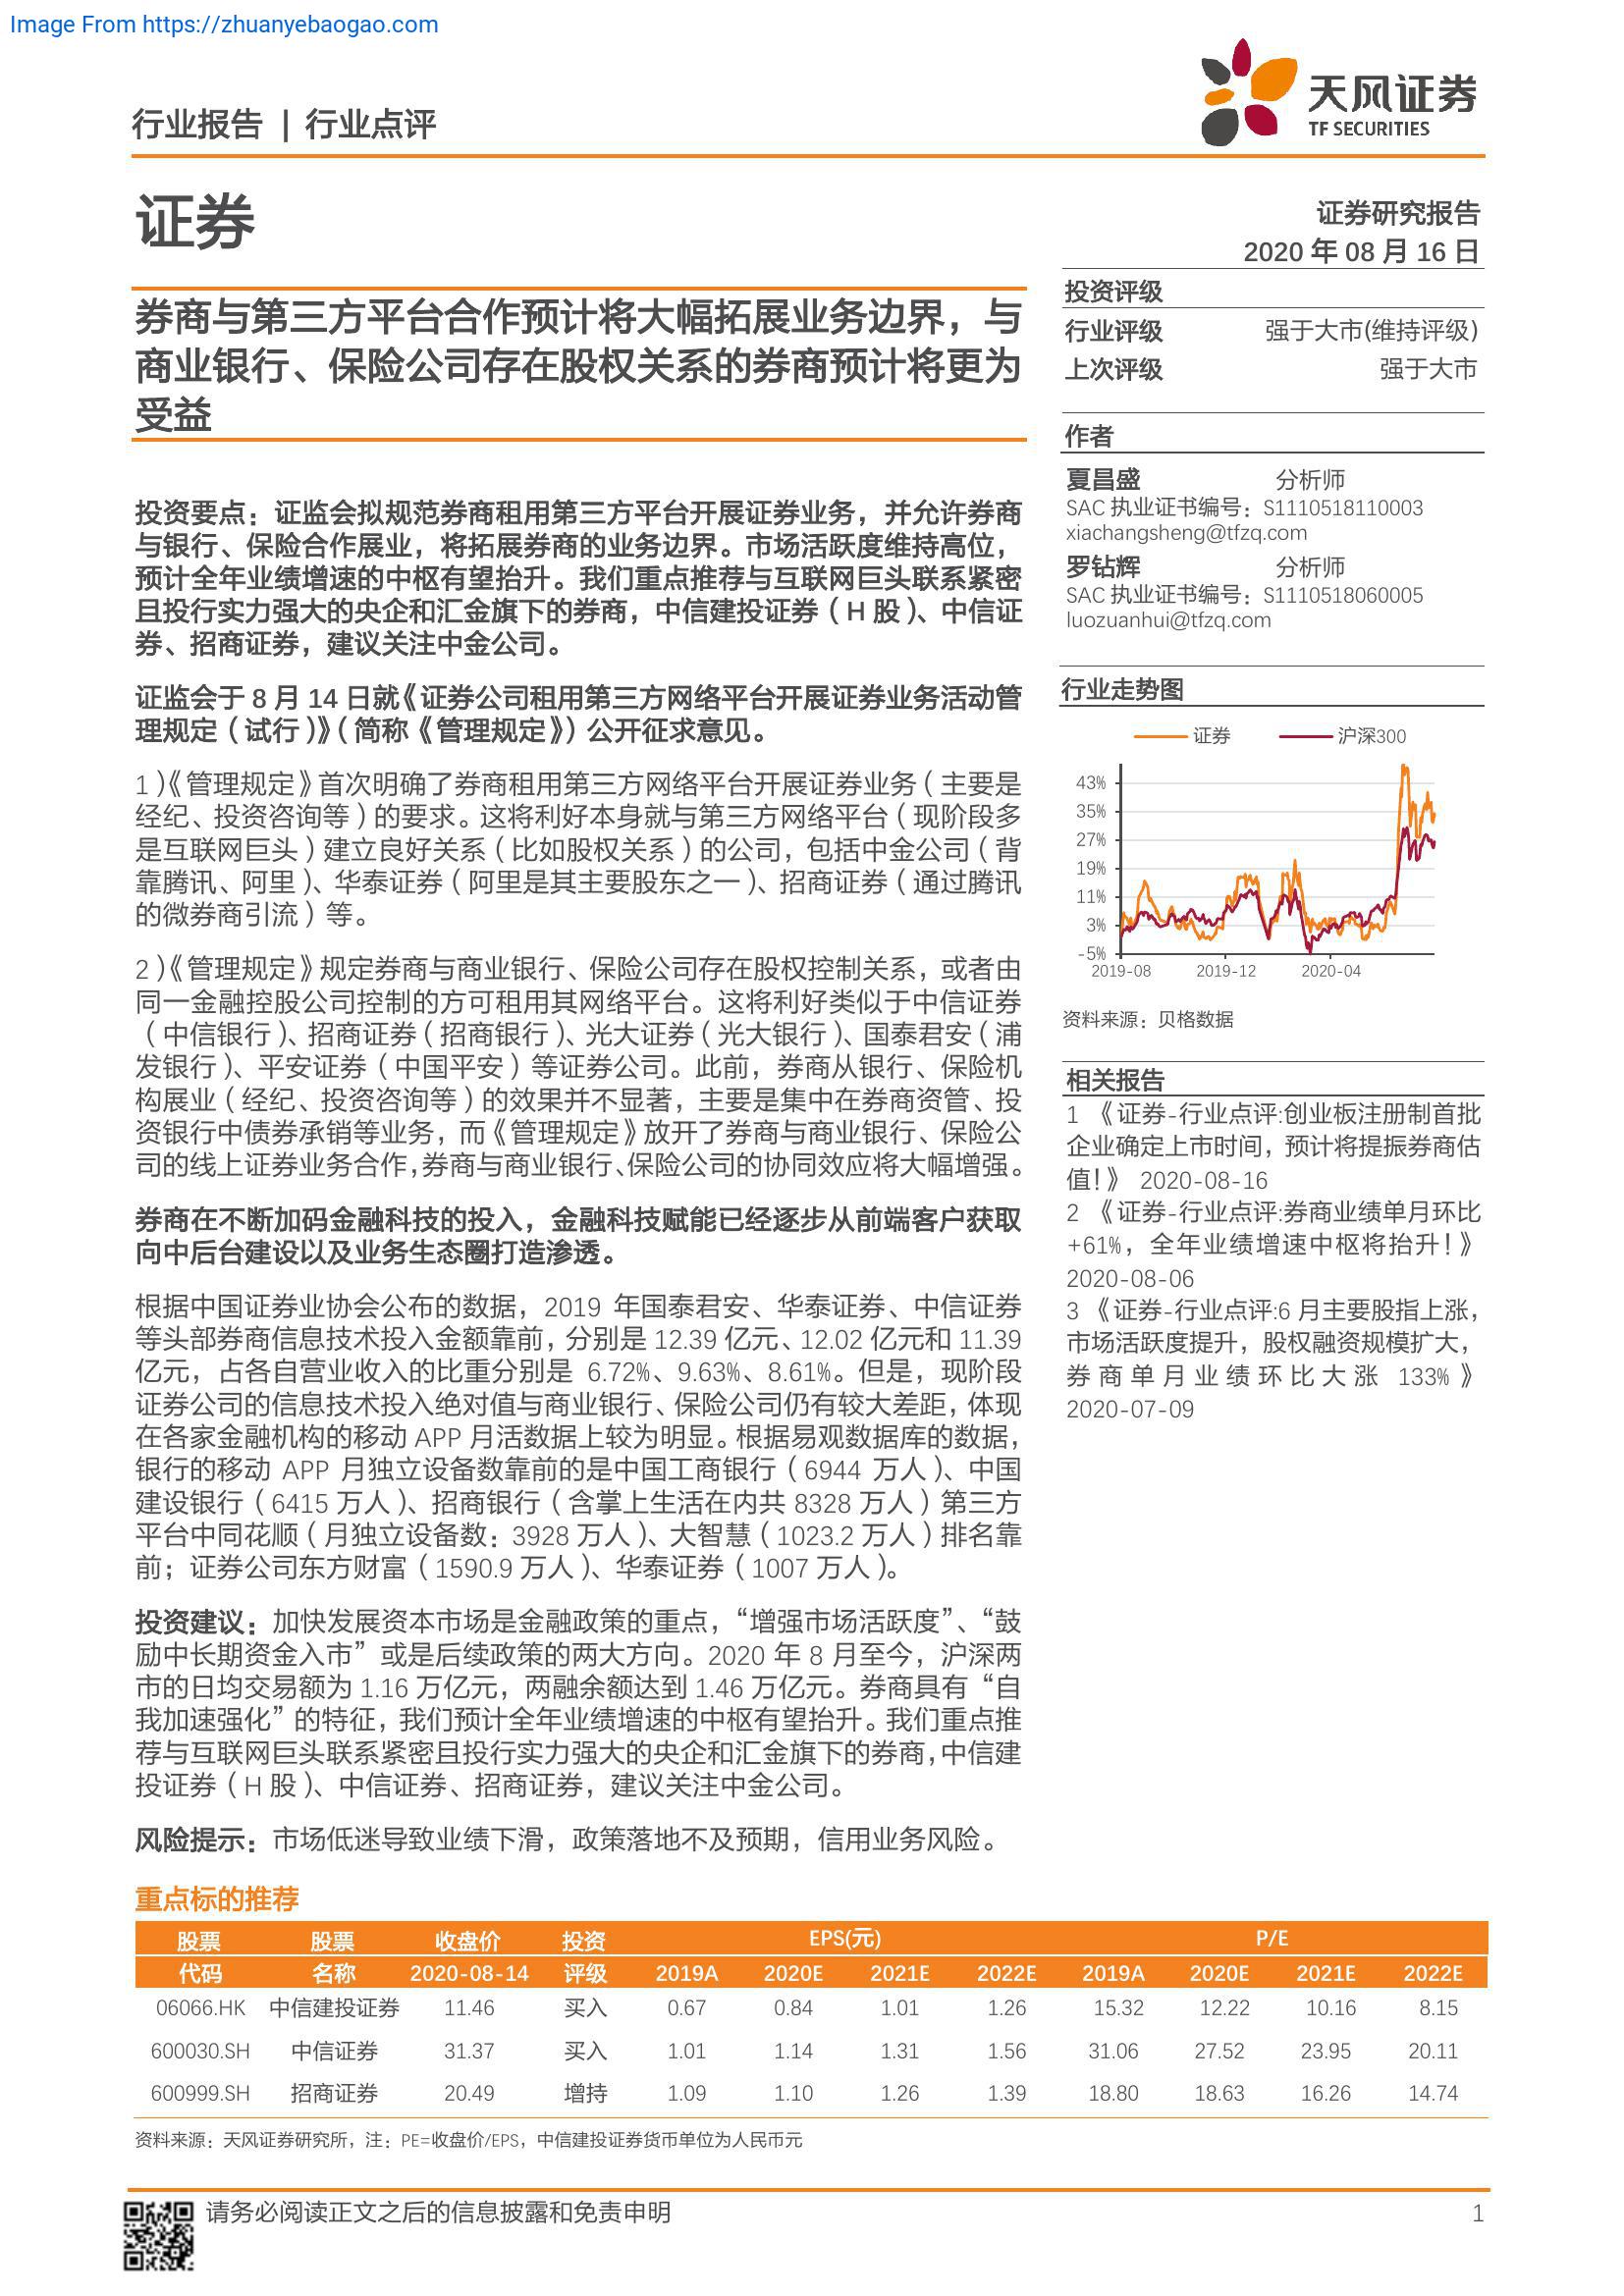 Image From https://zhuanyebaogao.com
行业报告 | 行业点评
天风证券
TF SECURITIES
证券
证券研究报告
2020 年 08 月 16 日
券商与第三方平台合作预计将大幅拓展业务边界，与
商业银行、保险公司存在股权关系的券商预计将更为
受益
投资要点：证监会拟规范券商租用第三方平台开展证券业务，并允许券商
与银行、保险合作展业，将拓展券商的业务边界。市场活跃度维持高位，
预计全年业绩增速的中枢有望抬升。我们重点推荐与互联网巨头联系紧密
且投行实力强大的央企和汇金旗下的券商，中信建投证券（H 股）、中信证
券、招商证券，建议关注中金公司。
证监会于 8 月 14 日就《证券公司租用第三方网络平台开展证券业务活动管
理规定（试行）》（简称《管理规定》）公开征求意见。
1）《管理规定》首次明确了券商租用第三方网络平台开展证券业务（主要是
经纪、投资咨询等）的要求。这将利好本身就与第三方网络平台（现阶段多
是互联网巨头）建立良好关系（比如股权关系）的公司，包括中金公司（背
靠腾讯、阿里）、华泰证券（阿里是其主要股东之一）、招商证券（通过腾讯
的微券商引流）等。
2）《管理规定》规定券商与商业银行、保险公司存在股权控制关系，或者由
同一金融控股公司控制的方可租用其网络平台。这将利好类似于中信证券
（中信银行）、招商证券（招商银行）、光大证券（光大银行）、国泰君安（浦
发银行）、平安证券（中国平安）等证券公司。此前，券商从银行、保险机
构展业（经纪、投资咨询等）的效果并不显著，主要是集中在券商资管、投
资银行中债券承销等业务，而《管理规定》放开了券商与商业银行、保险公
司的线上证券业务合作，券商与商业银行、保险公司的协同效应将大幅增强。
券商在不断加码金融科技的投入，金融科技赋能已经逐步从前端客户获取
向中后台建设以及业务生态圈打造渗透。
根据中国证券业协会公布的数据，2019 年国泰君安、华泰证券、中信证券
等头部券商信息技术投入金额靠前，分别是 12.39 亿元、12.02 亿元和 11.39
亿元，占各自营业收入的比重分别是 6.72%、9.63%、8.61%。但是，现阶段
证券公司的信息技术投入绝对值与商业银行、保险公司仍有较大差距，体现
在各家金融机构的移动 APP 月活数据上较为明显。根据易观数据库的数据，
银行的移动 APP 月独立设备数靠前的是中国工商银行（6944 万人）、中国
建设银行（6415 万人）、招商银行（含掌上生活在内共 8328 万人）第三方
平台中同花顺（月独立设备数：3928 万人）、大智慧（1023.2 万人）排名靠
前；证券公司东方财富（1590.9 万人）、华泰证券（1007 万人）。
投资建议：加快发展资本市场是金融政策的重点，“增强市场活跃度”、“鼓
励中长期资金入市”或是后续政策的两大方向。2020 年 8 月至今，沪深两
市的日均交易额为 1.16 万亿元，两融余额达到 1.46 万亿元。券商具有“自
我加速强化”的特征，我们预计全年业绩增速的中枢有望抬升。我们重点推
荐与互联网巨头联系紧密且投行实力强大的央企和汇金旗下的券商，中信建
投证券（H 股）、中信证券、招商证券，建议关注中金公司。
风险提示：市场低迷导致业绩下滑，政策落地不及预期，信用业务风险。
投资评级
行业评级 强于大市(维持评级)
上次评级 强于大市
作者
夏昌盛 分析师
SAC 执业证书编号：S1110518110003
xiachangsheng@tfzq.com
罗钻辉 分析师
SAC 执业证书编号：S1110518060005
luozuanhui@tfzq.com
行业走势图
证券 沪深300
43%
35%
27%
19%
11%
3%
-5%
2019-08 2019-12 2020-04
资料来源：贝格数据
相关报告
1 《证券-行业点评:创业板注册制首批
企业确定上市时间，预计将提振券商估
值！》 2020-08-16
2 《证券-行业点评:券商业绩单月环比
+61%，全年业绩增速中枢将抬升！》
2020-08-06
3 《证券-行业点评:6 月主要股指上涨，
市场活跃度提升，股权融资规模扩大，
券商单月业绩环比大涨 133%》
2020-07-09
重点标的推荐
股票 股票 收盘价 投资 EPS(元) P/E
代码 名称 2020-08-14 评级 2019A 2020E 2021E 2022E 2019A 2020E 2021E 2022E
06066.HK 中信建投证券 11.46 买入 0.67 0.84 1.01 1.26 15.32 12.22 10.16 8.15
600030.SH 中信证券 31.37 买入 1.01 1.14 1.31 1.56 31.06 27.52 23.95 20.11
600999.SH 招商证券 20.49 增持 1.09 1.10 1.26 1.39 18.80 18.63 16.26 14.74
资料来源：天风证券研究所，注：PE=收盘价/EPS，中信建投证券货币单位为人民币元
请务必阅读正文之后的信息披露和免责申明 1